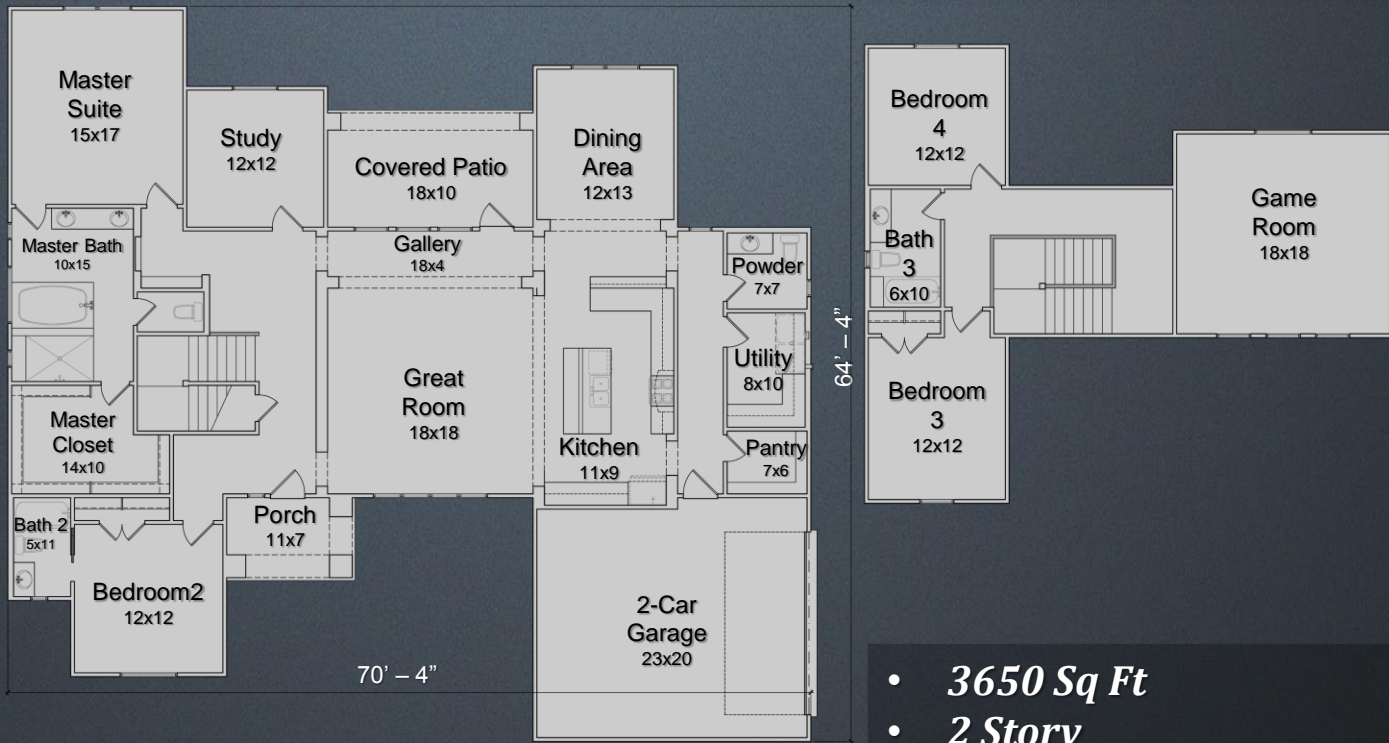 Master
Suite
15x17
Study
12x12
Covered Patio
18x10
Dining
Area
12x13
Master Bath
10x15
Gallery
18x4
Powder
7x7
Great
Room
18x18
Utility
8x10
Master
Closet
14x10
Kitchen
11x9
Pantry
7x6
Bath 2
5x11
Porch
11x7
Bedroom2
12x12
2-Car
Garage
23x20
70’ – 4”
64’ – 4”
Bedroom
4
12x12
Bath
3
6x10
Game
Room
18x18
Bedroom
3
12x12
• 3650 Sq Ft
• 2 Story